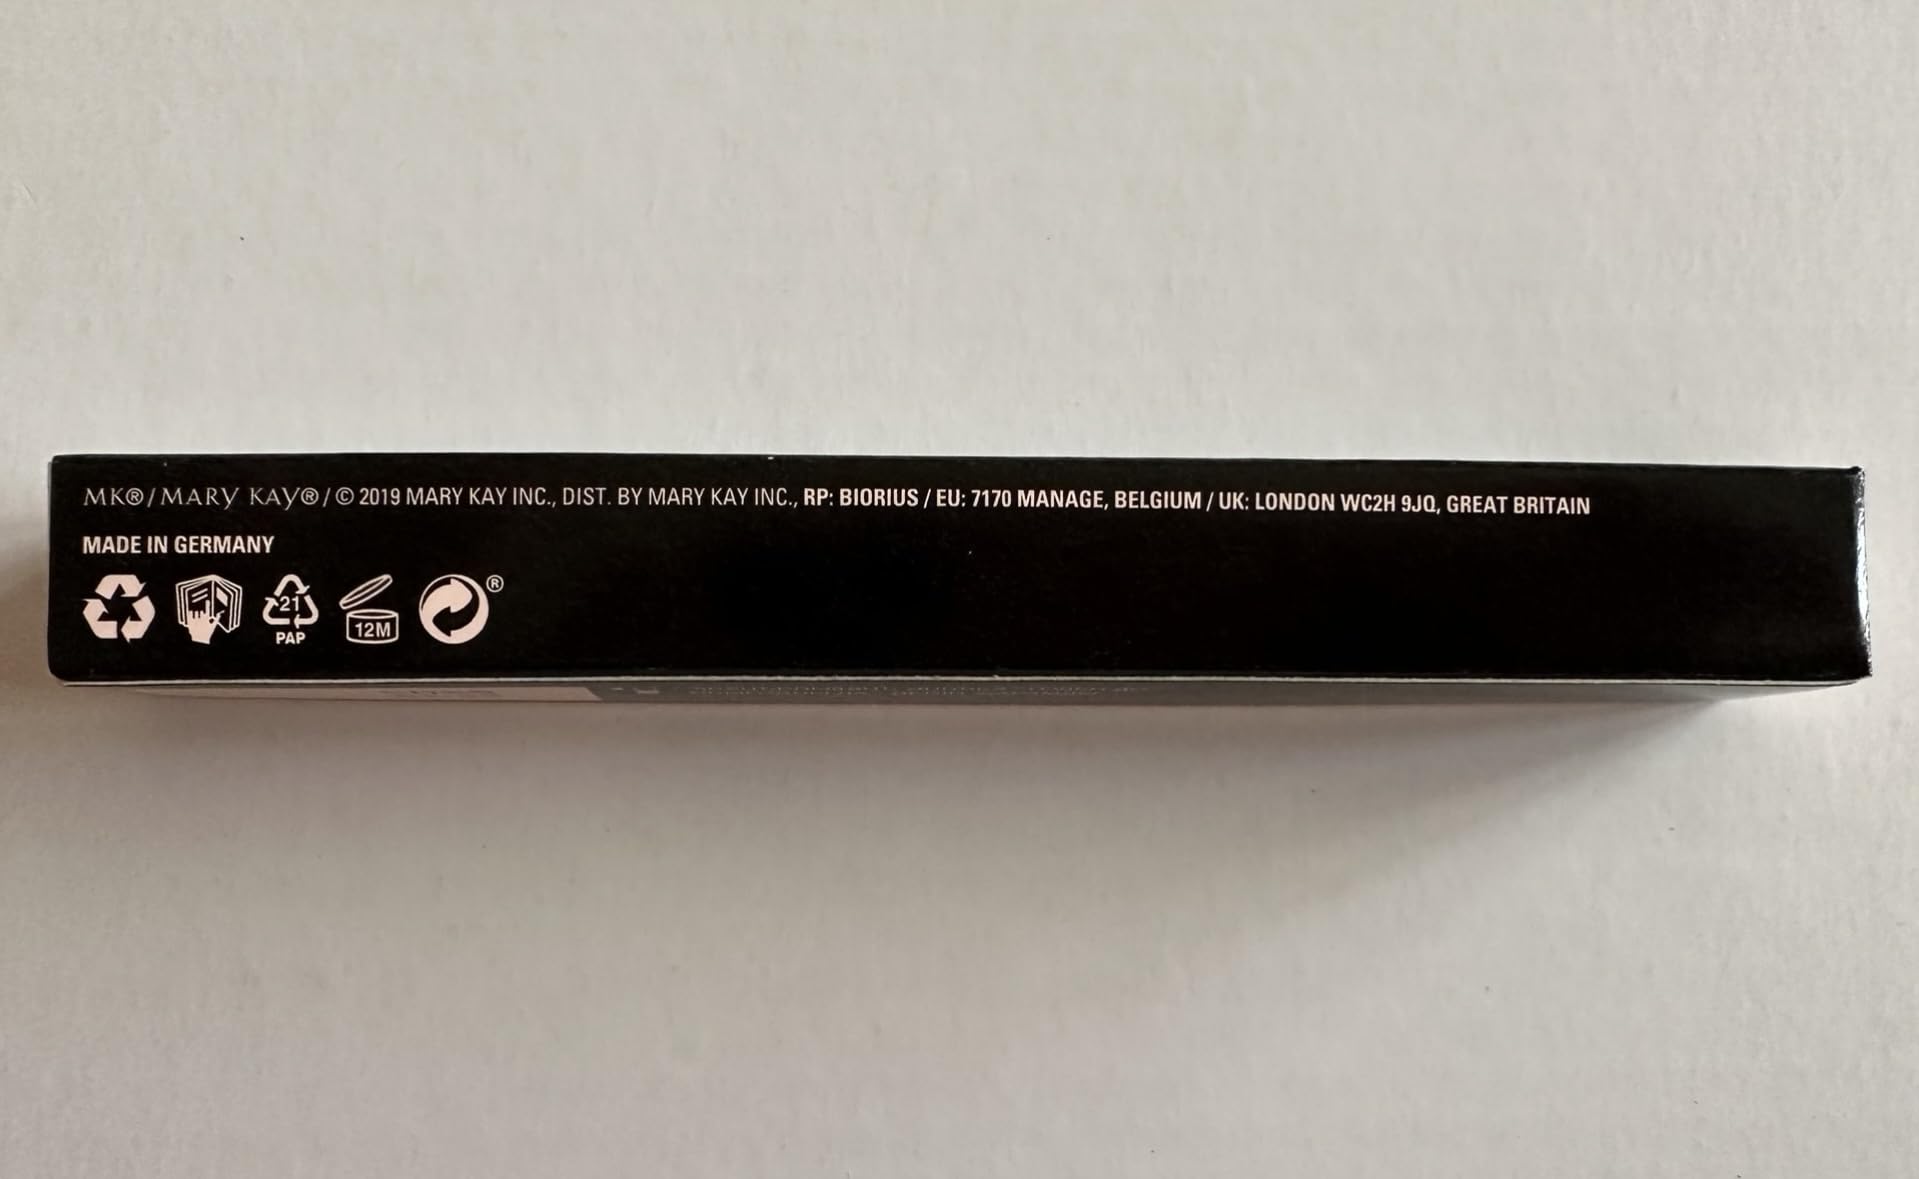 MK®/MARY KAY®/© 2019 MARY KAY INC., DIST. BY MARY KAY INC., RP: BIORIUS / EU: 7170 MANAGE, BELGIUM / UK: LONDON WC2H 9JQ, GREAT BRITAIN
MADE IN GERMANY
21
PAP
12M
®